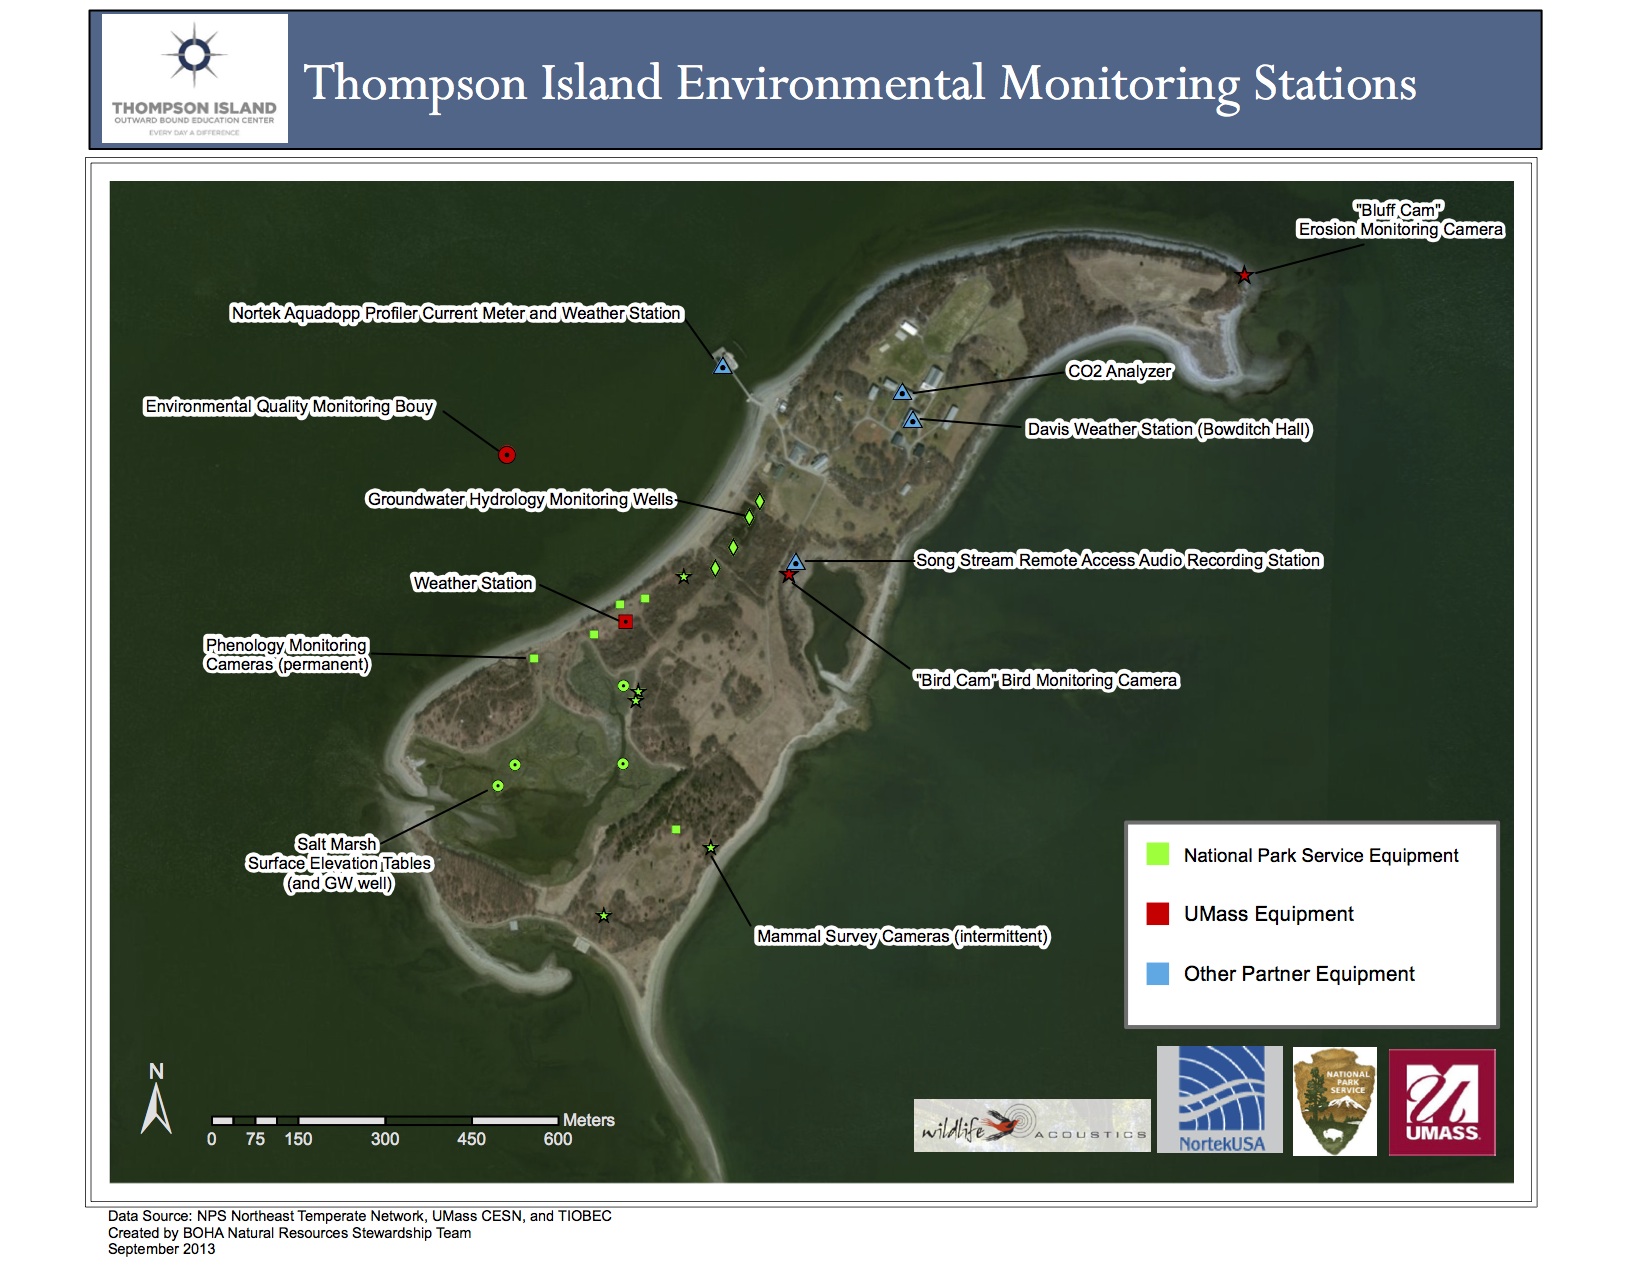 THOMPSON ISLAND
OUTWARD BOUND EDUCATION CENTER
EVERY DAY A DIFFERENCE
Thompson Island Environmental Monitoring Stations
"Bluff Cam"
Erosion Monitoring Camera
Nortek Aquadopp Profiler Current Meter and Weather Station
CO2 Analyzer
Environmental Quality Monitoring Bouy
Davis Weather Station (Bowditch Hall)
Groundwater Hydrology Monitoring Wells
Song Stream Remote Access Audio Recording Station
Weather Station
Phenology Monitoring
Cameras (permanent)
"Bird Cam" Bird Monitoring Camera
Salt Marsh
Surface Elevation Tables
(and GW well)
Mammal Survey Cameras (intermittent)
National Park Service Equipment
UMass Equipment
Other Partner Equipment
N
Meters
0 75 150 300 450 600
wildlife ACOUSTICS
NortekUSA
NATIONAL
PARK
SERVICE
UMASS
Data Source: NPS Northeast Temperate Network, UMass CESN, and TIOBEC
Created by BOHA Natural Resources Stewardship Team
September 2013